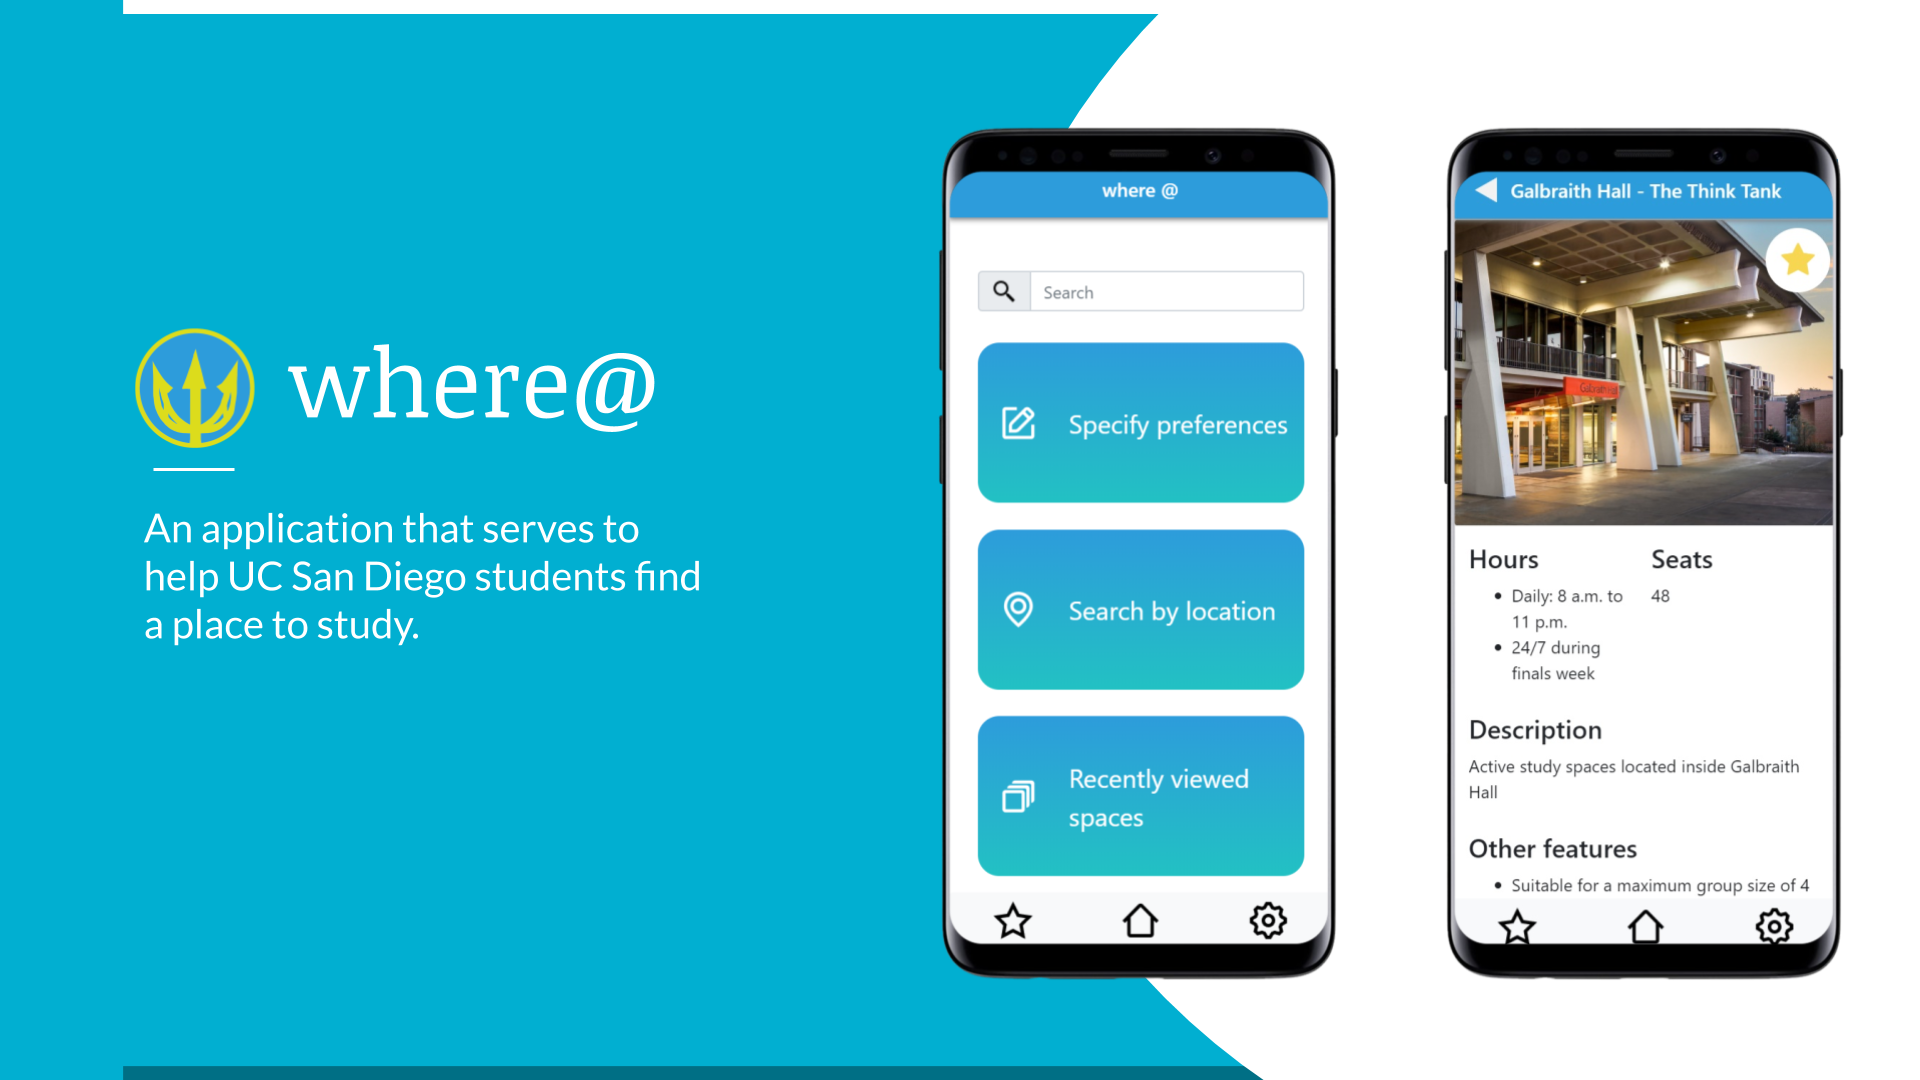 where@
An application that serves to
help UC San Diego students find
a place to study.
where @
Search
Specify preferences
Search by location
Recently viewed
spaces
Galbraith Hall - The Think Tank
Galbraith Hall
Hours
Daily: 8 a.m. to
11 p.m.
24/7 during
finals week
Seats
48
Description
Active study spaces located inside Galbraith
Hall
Other features
Suitable for a maximum group size of 4